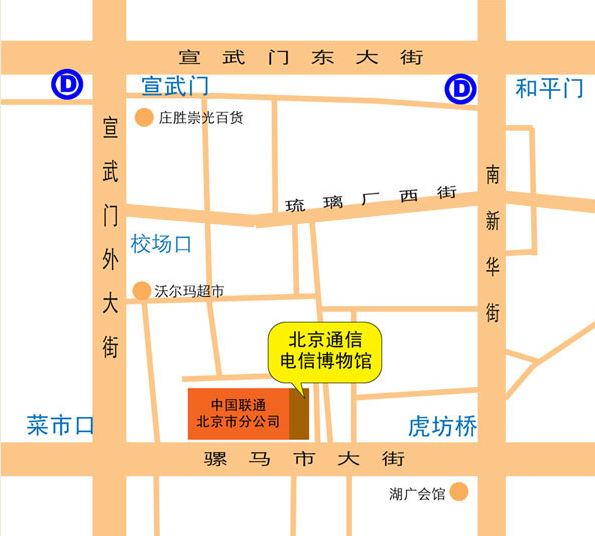 宣武门东大街
D
D
宣武门
和平门
庄胜崇光百货
宣武门外大街
琉璃厂西街
南新华街
校场口
沃尔玛超市
北京通信
电信博物馆
中国联通
北京市分公司
菜市口
虎坊桥
骡马市大街
湖广会馆